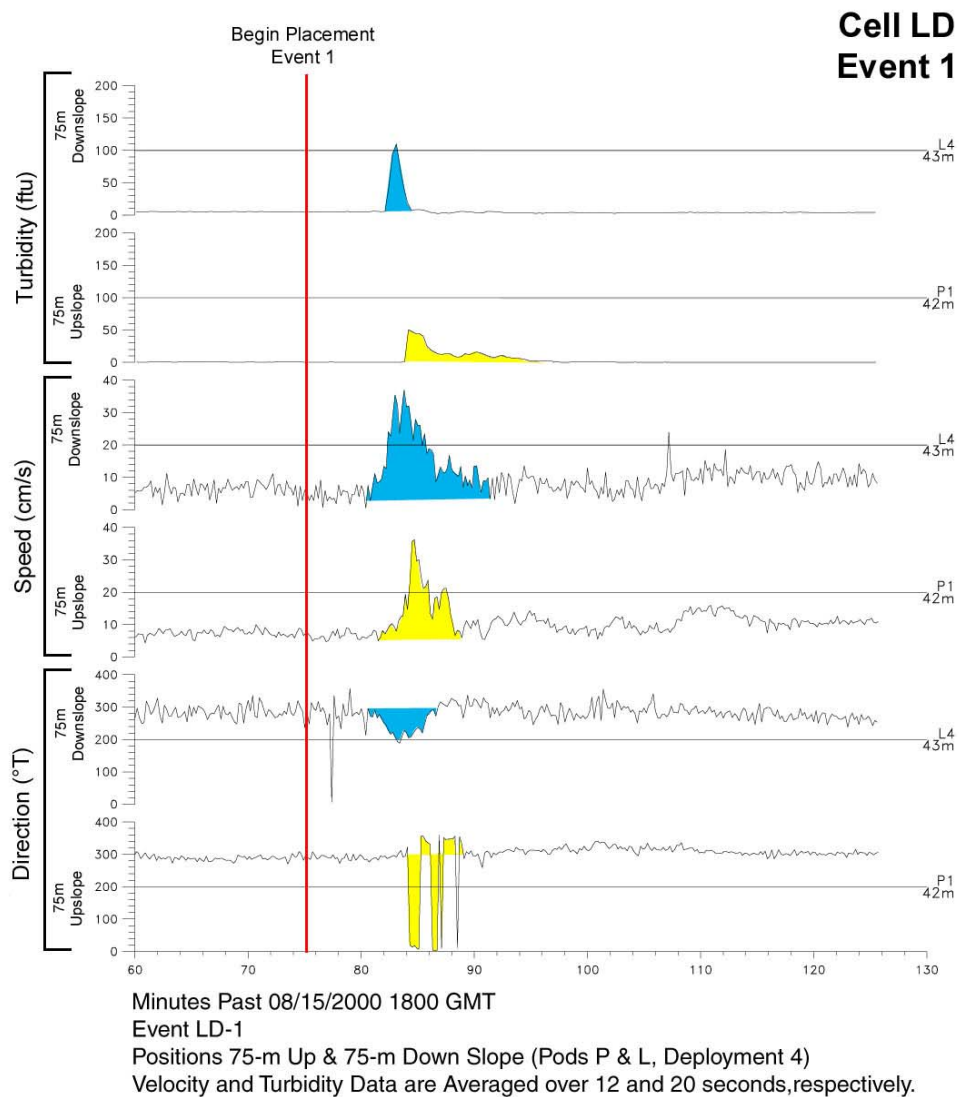 Cell LD
Event 1
Begin Placement
Event 1
Turbidity (ftu)
75m
Downslope
200
150
100
50
0
L4
43m
75m
Upslope
200
150
100
50
0
P1
42m
Speed (cm/s)
75m
Downslope
40
30
20
10
0
L4
43m
75m
Upslope
40
30
20
10
0
P1
42m
Direction (°T)
75m
Downslope
400
300
200
100
0
L4
43m
75m
Upslope
400
300
200
100
0
P1
42m
60 70 80 90 100 110 120 130
Minutes Past 08/15/2000 1800 GMT
Event LD-1
Positions 75-m Up & 75-m Down Slope (Pods P & L, Deployment 4)
Velocity and Turbidity Data are Averaged over 12 and 20 seconds,respectively.